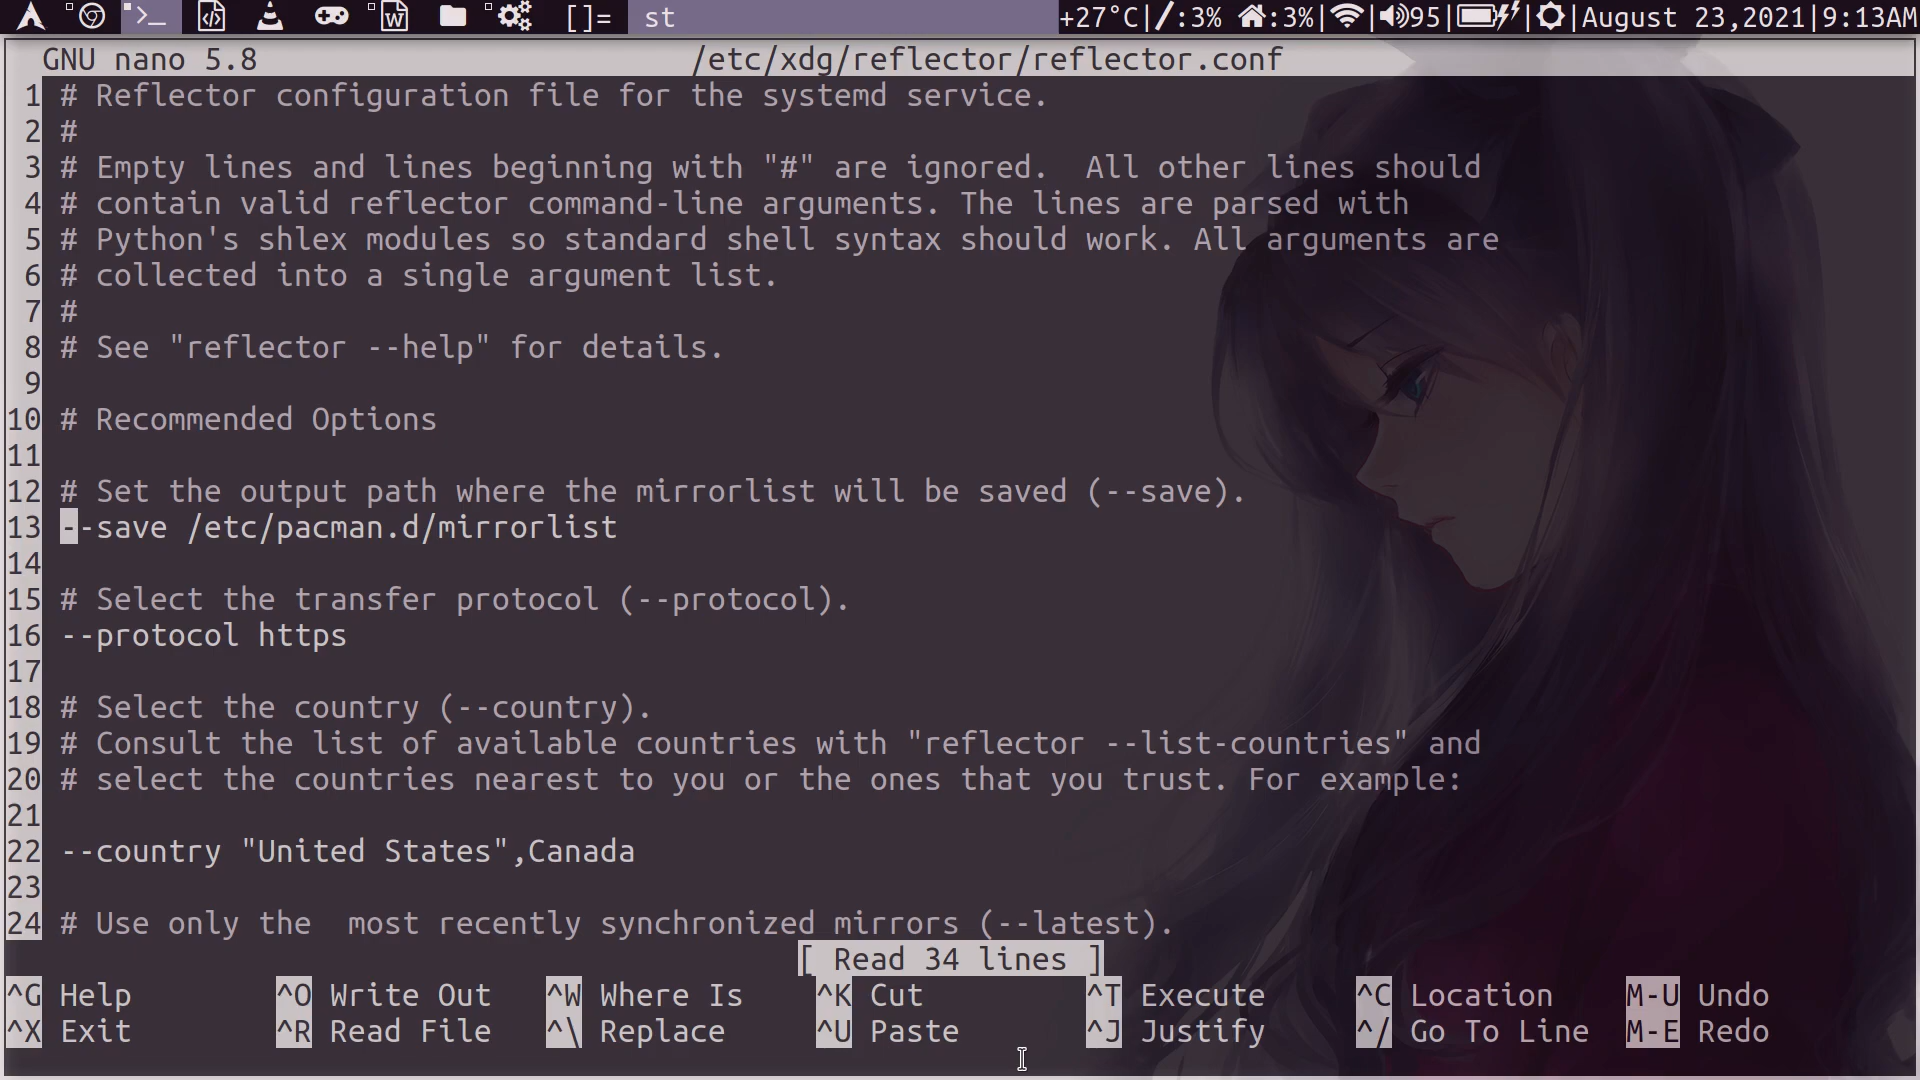 []= st +27°C|/:3% :3%| | 95| | |August 23,2021|9:13AM
GNU nano 5.8 /etc/xdg/reflector/reflector.conf
1 # Reflector configuration file for the systemd service.
2 #
3 # Empty lines and lines beginning with "#" are ignored.  All other lines should
4 # contain valid reflector command-line arguments. The lines are parsed with
5 # Python's shlex modules so standard shell syntax should work. All arguments are
6 # collected into a single argument list.
7 #
8 # See "reflector --help" for details.
9
10 # Recommended Options
11
12 # Set the output path where the mirrorlist will be saved (--save).
13 --save /etc/pacman.d/mirrorlist
14
15 # Select the transfer protocol (--protocol).
16 --protocol https
17
18 # Select the country (--country).
19 # Consult the list of available countries with "reflector --list-countries" and
20 # select the countries nearest to you or the ones that you trust. For example:
21
22 --country "United States",Canada
23
24 # Use only the  most recently synchronized mirrors (--latest).
[ Read 34 lines ]
^G Help ^O Write Out ^W Where Is ^K Cut ^T Execute ^C Location M-U Undo
^X Exit ^R Read File ^\ Replace ^U Paste ^J Justify ^/ Go To Line M-E Redo